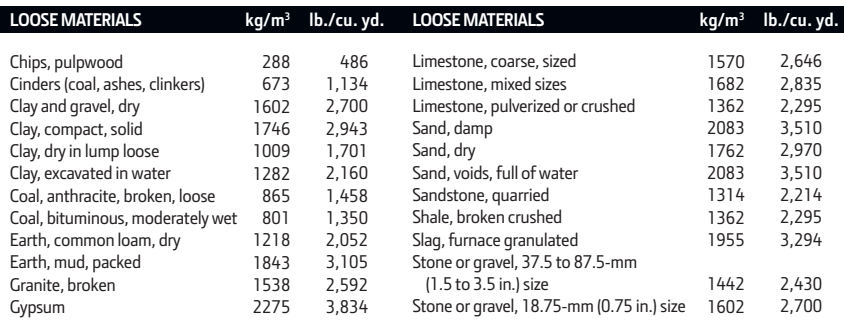 LOOSE MATERIALS kg/m³ lb./cu. yd.
Chips, pulpwood 288 486
Cinders (coal, ashes, clinkers) 673 1,134
Clay and gravel, dry 1602 2,700
Clay, compact, solid 1746 2,943
Clay, dry in lump loose 1009 1,701
Clay, excavated in water 1282 2,160
Coal, anthracite, broken, loose 865 1,458
Coal, bituminous, moderately wet 801 1,350
Earth, common loam, dry 1218 2,052
Earth, mud, packed 1843 3,105
Granite, broken 1538 2,592
Gypsum 2275 3,834
LOOSE MATERIALS kg/m³ lb./cu. yd.
Limestone, coarse, sized 1570 2,646
Limestone, mixed sizes 1682 2,835
Limestone, pulverized or crushed 1362 2,295
Sand, damp 2083 3,510
Sand, dry 1762 2,970
Sand, voids, full of water 2083 3,510
Sandstone, quarried 1314 2,214
Shale, broken crushed 1362 2,295
Slag, furnace granulated 1955 3,294
Stone or gravel, 37.5 to 87.5-mm
(1.5 to 3.5 in.) size 1442 2,430
Stone or gravel, 18.75-mm (0.75 in.) size 1602 2,700